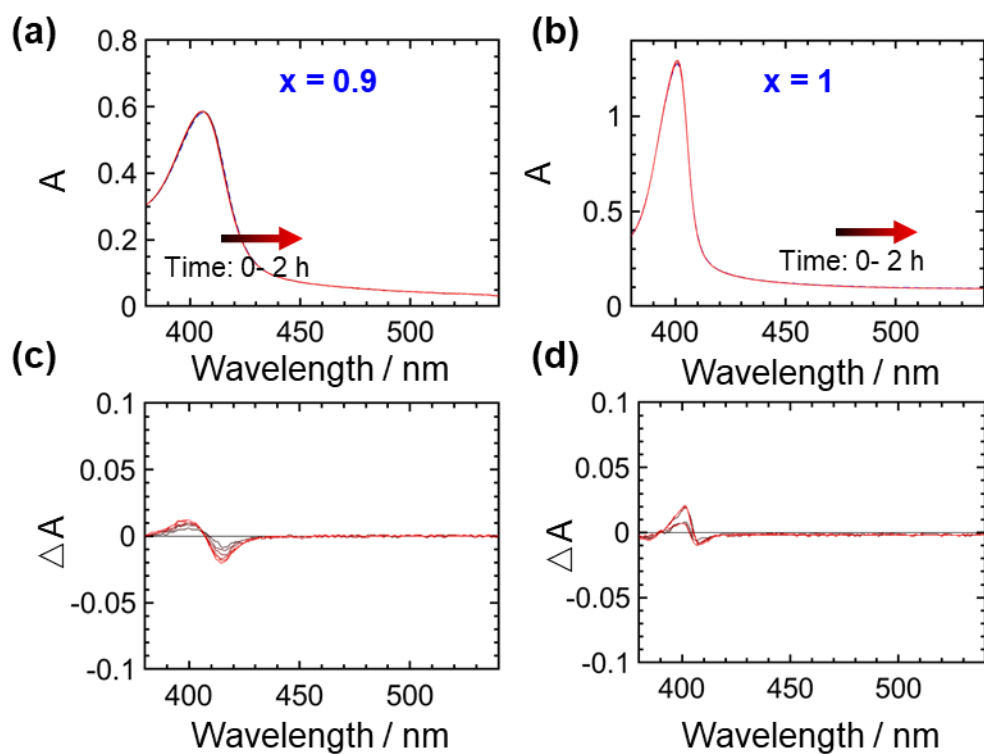 (a)
0.8
0.6
0.4
0.2
0
A
x = 0.9
Time: 0- 2 h
400
450
500
Wavelength / nm
(b)
1
0.5
0
A
x = 1
Time: 0- 2 h
400
450
500
Wavelength / nm
(c)
0.1
0.05
0
-0.05
-0.1
△A
400
450
500
Wavelength / nm
(d)
0.1
0.05
0
-0.05
-0.1
△A
400
450
500
Wavelength / nm